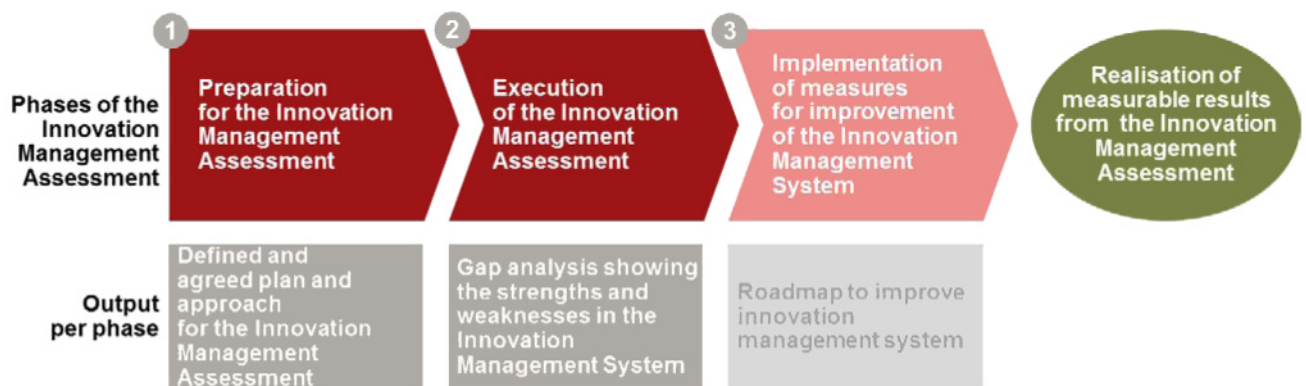 1
2
3
Phases of the
Innovation
Management
Assessment
Preparation
for the Innovation
Management
Assessment
Execution
of the Innovation
Management
Assessment
Implementation
of measures
for improvement
of the Innovation
Management
System
Realisation of
measurable results
from the Innovation
Management
Assessment
Output
per phase
Defined and
agreed plan and
approach
for the Innovation
Management
Assessment
Gap analysis showing
the strengths and
weaknesses in the
Innovation
Management System
Roadmap to improve
innovation
management system